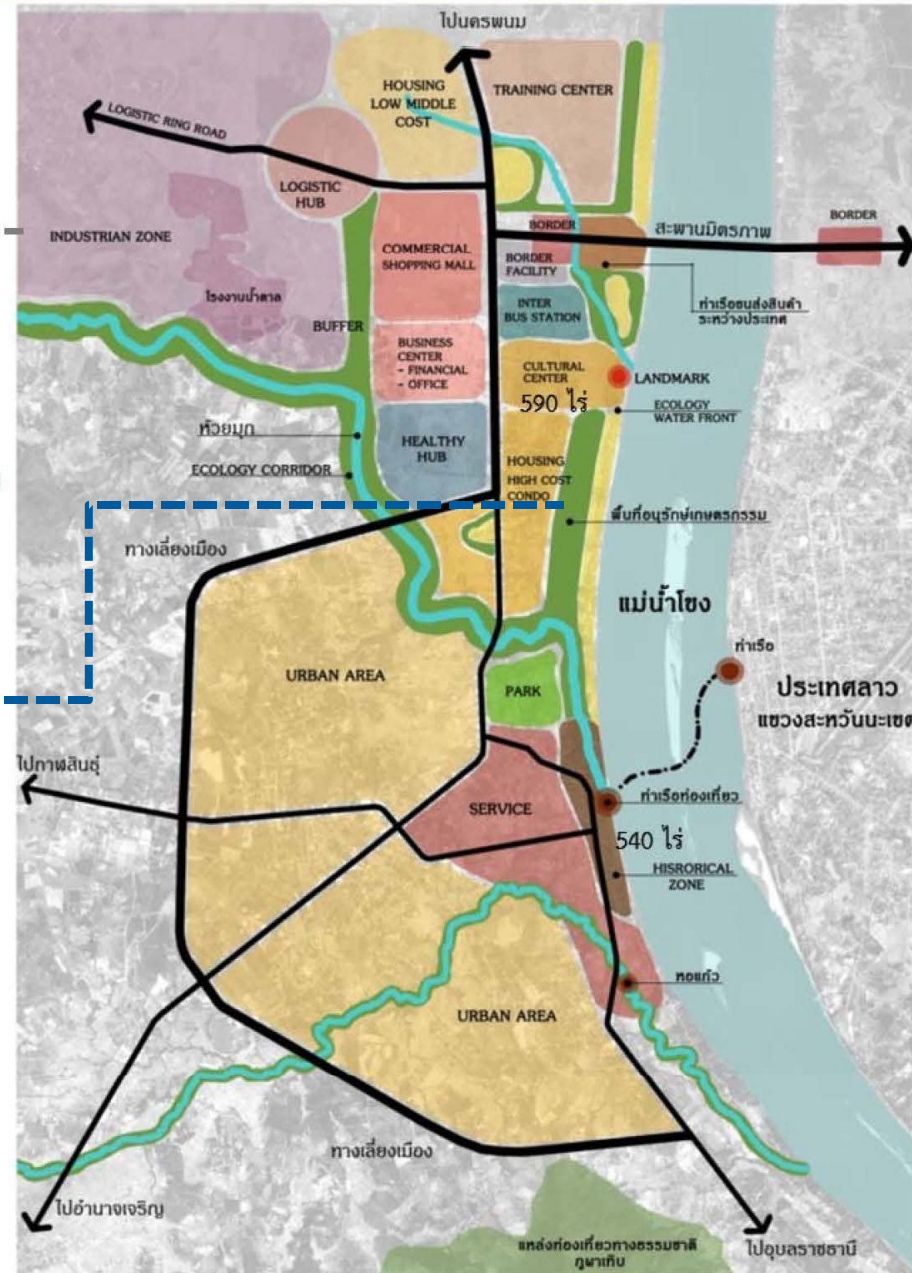 ไปนครพนม
HOUSING
LOW MIDDLE
COST
TRAINING CENTER
LOGISTIC RING ROAD
LOGISTIC
HUB
INDUSTRIAN ZONE
COMMERCIAL
SHOPPING MALL
BORDER
สะพานมิตรภาพ
BORDER
BORDER
FACILITY
โรงงานน้ำตาล
INTER
BUS STATION
ท่าเรือขนส่งสินค้า
ระหว่างประเทศ
BUFFER
BUSINESS
CENTER
- FINANCIAL
- OFFICE
CULTURAL
CENTER
LANDMARK
590 ไร่
ECOLOGY
WATER FRONT
ห้วยมุก
HEALTHY
HUB
ECOLOGY CORRIDOR
HOUSING
HIGH COST
CONDO
พื้นที่อนุรักษ์เกษตรกรรม
ทางเลี่ยงเมือง
แม่น้ำโขง
ท่าเรือ
URBAN AREA
PARK
ประเทศลาว
แขวงสะหวันนะเขต
ไปกาฬสินธุ์
ท่าเรือท่องเที่ยว
SERVICE
540 ไร่
HISRORICAL
ZONE
หอแก้ว
URBAN AREA
ทางเลี่ยงเมือง
ไปอำนาจเจริญ
แหล่งท่องเที่ยวทางธรรมชาติ
ภูผาเทิบ
ไปอุบลราชธานี